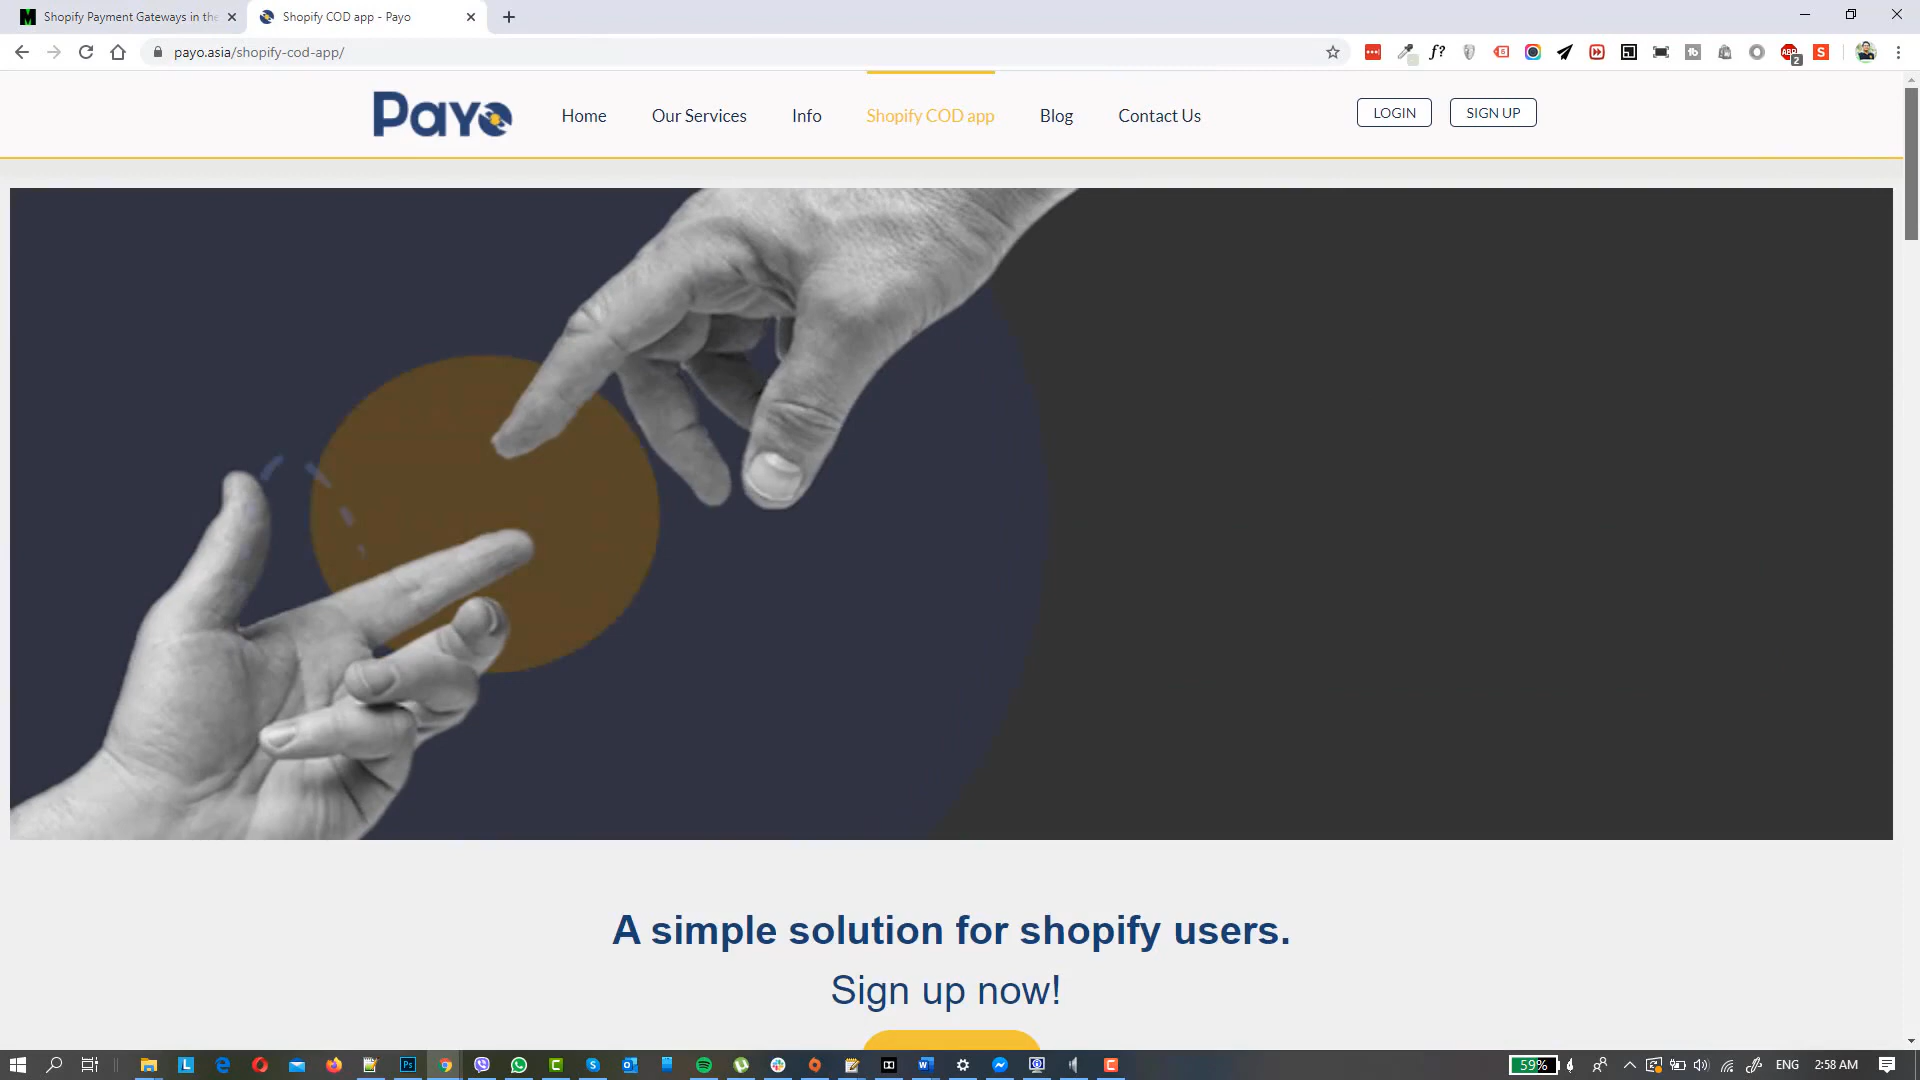 Shopify Payment Gateways in the
Shopify COD app - Payo
payo.asia/shopify-cod-app/
Payo
Home
Our Services
Info
Shopify COD app
Blog
Contact Us
LOGIN
SIGN UP
A simple solution for shopify users.
Sign up now!
59%
ENG
2:58 AM